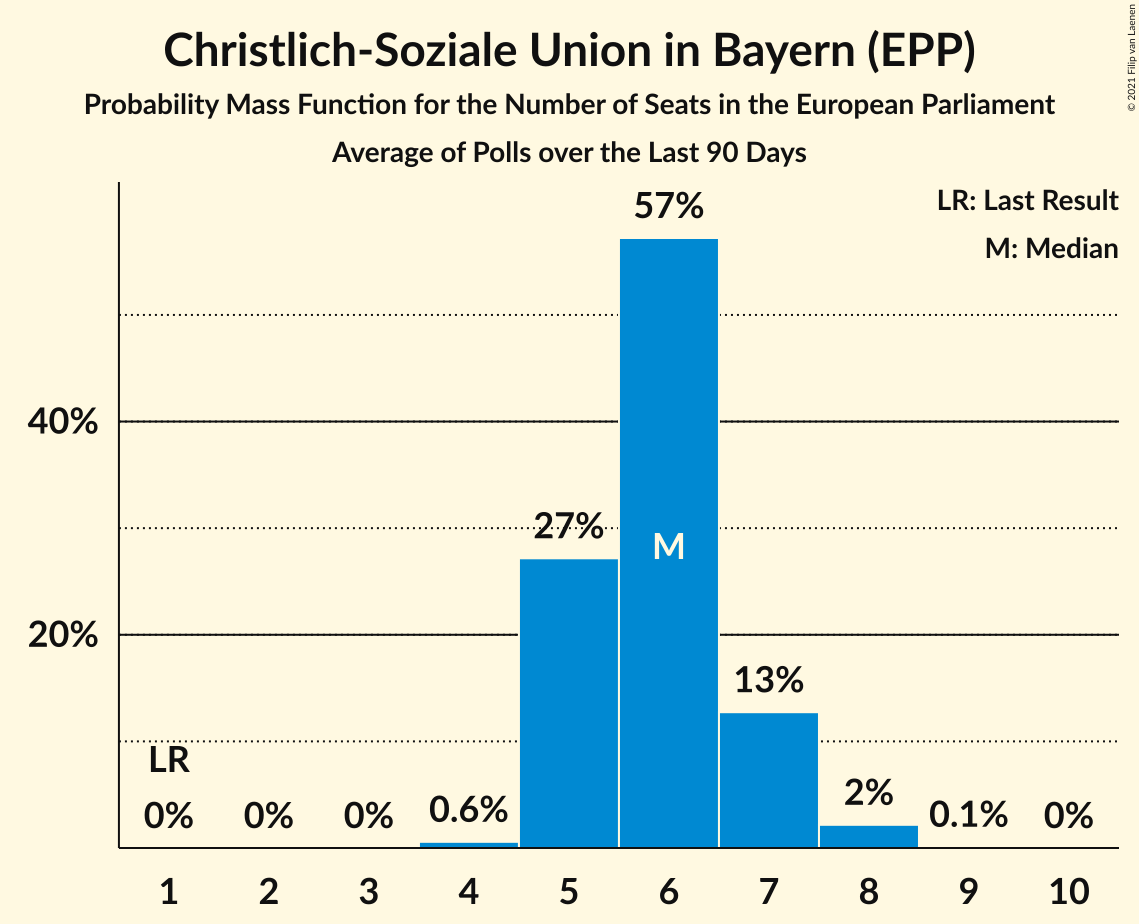 Christlich-Soziale Union in Bayern (EPP)
Probability Mass Function for the Number of Seats in the European Parliament
Average of Polls over the Last 90 Days
© 2021 Filip van Laenen
LR: Last Result
M: Median
57%
40%
27%
M
20%
13%
LR
0%
0%
0%
0.6%
2%
0.1%
0%
1 2 3 4 5 6 7 8 9 10